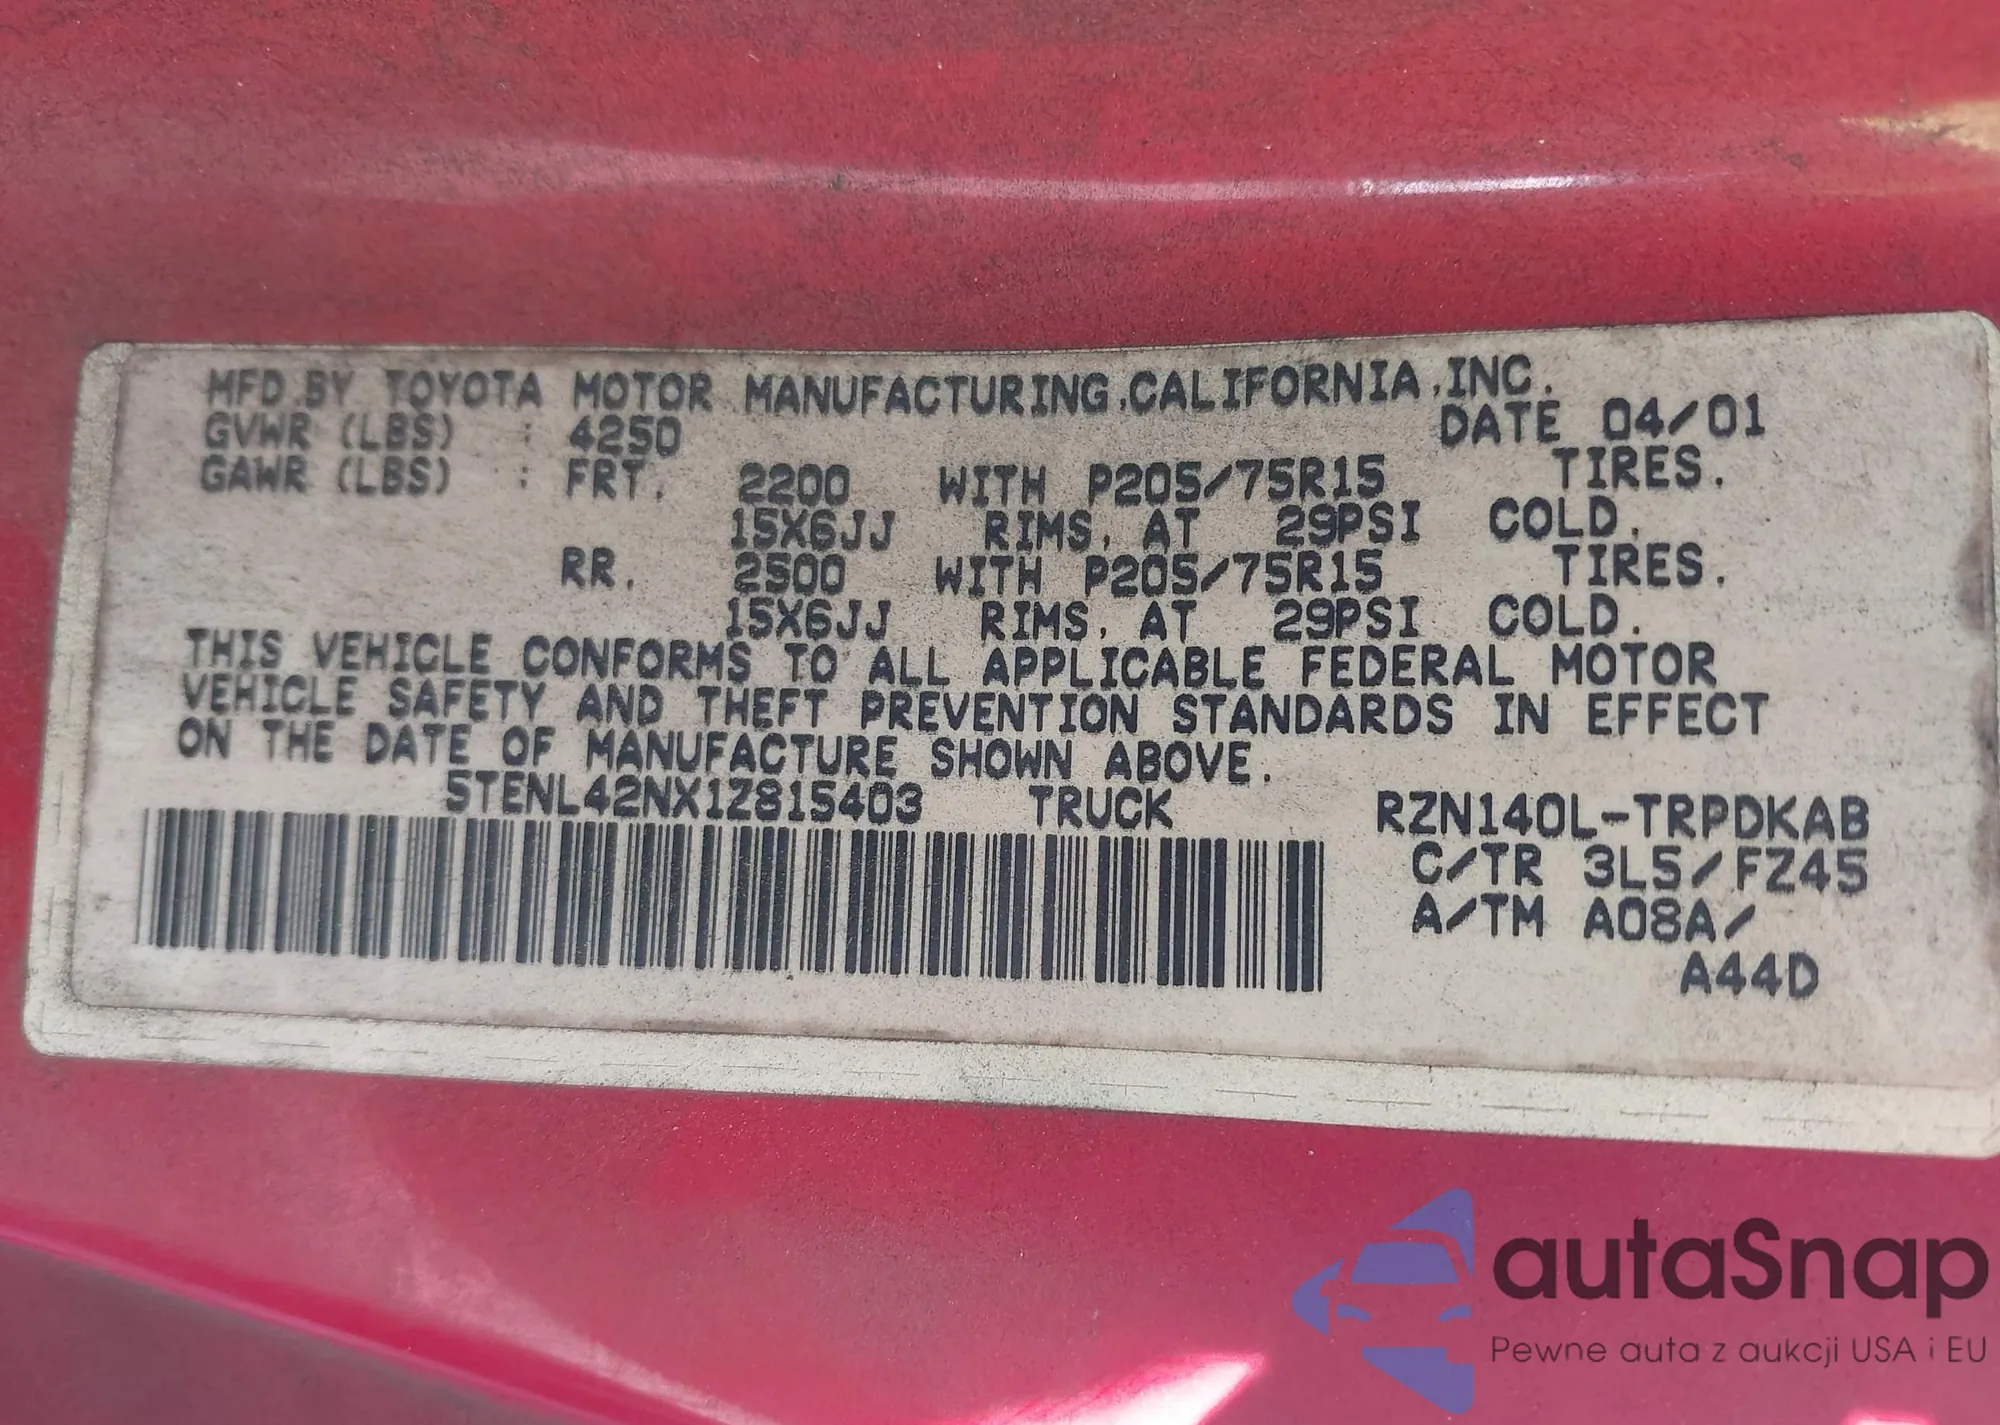 MFD.BY TOYOTA MOTOR MANUFACTURING,CALIFORNIA,INC.
GVWR (LBS) : 4250 DATE 04/01
GAWR (LBS) : FRT. 2200 WITH P205/75R15 TIRES.
15X6JJ RIMS, AT 29PSI COLD.
RR. 2500 WITH P205/75R15 TIRES.
15X6JJ RIMS, AT 29PSI COLD.
THIS VEHICLE CONFORMS TO ALL APPLICABLE FEDERAL MOTOR
VEHICLE SAFETY AND THEFT PREVENTION STANDARDS IN EFFECT
ON THE DATE OF MANUFACTURE SHOWN ABOVE.
5TENL42NX1Z815403 TRUCK RZN140L-TRPDKAB
C/TR 3L5/FZ45
A/TM A08A/
A44D
autaSnap
Pewne auta z aukcji USA i EU